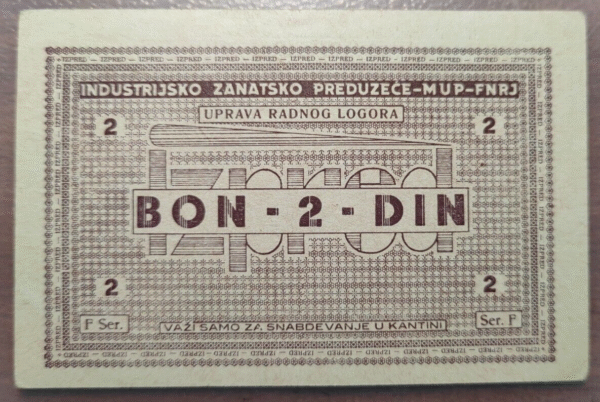 IZPRED — IZPRED — IZPRED — IZPRED — IZPRED — IZPRED — IZPRED — IZPRED — IZPRED
INDUSTRIJSKO ZANATSKO PREDUZEĆE-MUP-FNRJ
UPRAVA RADNOG LOGORA
2 2
Izpred
BON - 2 - DIN
2 2
F Ser. VAŽI SAMO ZA SNABDEVANJE U KANTINI Ser. F